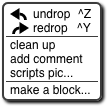 undrop ^Z
redrop ^Y
clean up
add comment
scripts pic...
make a block...